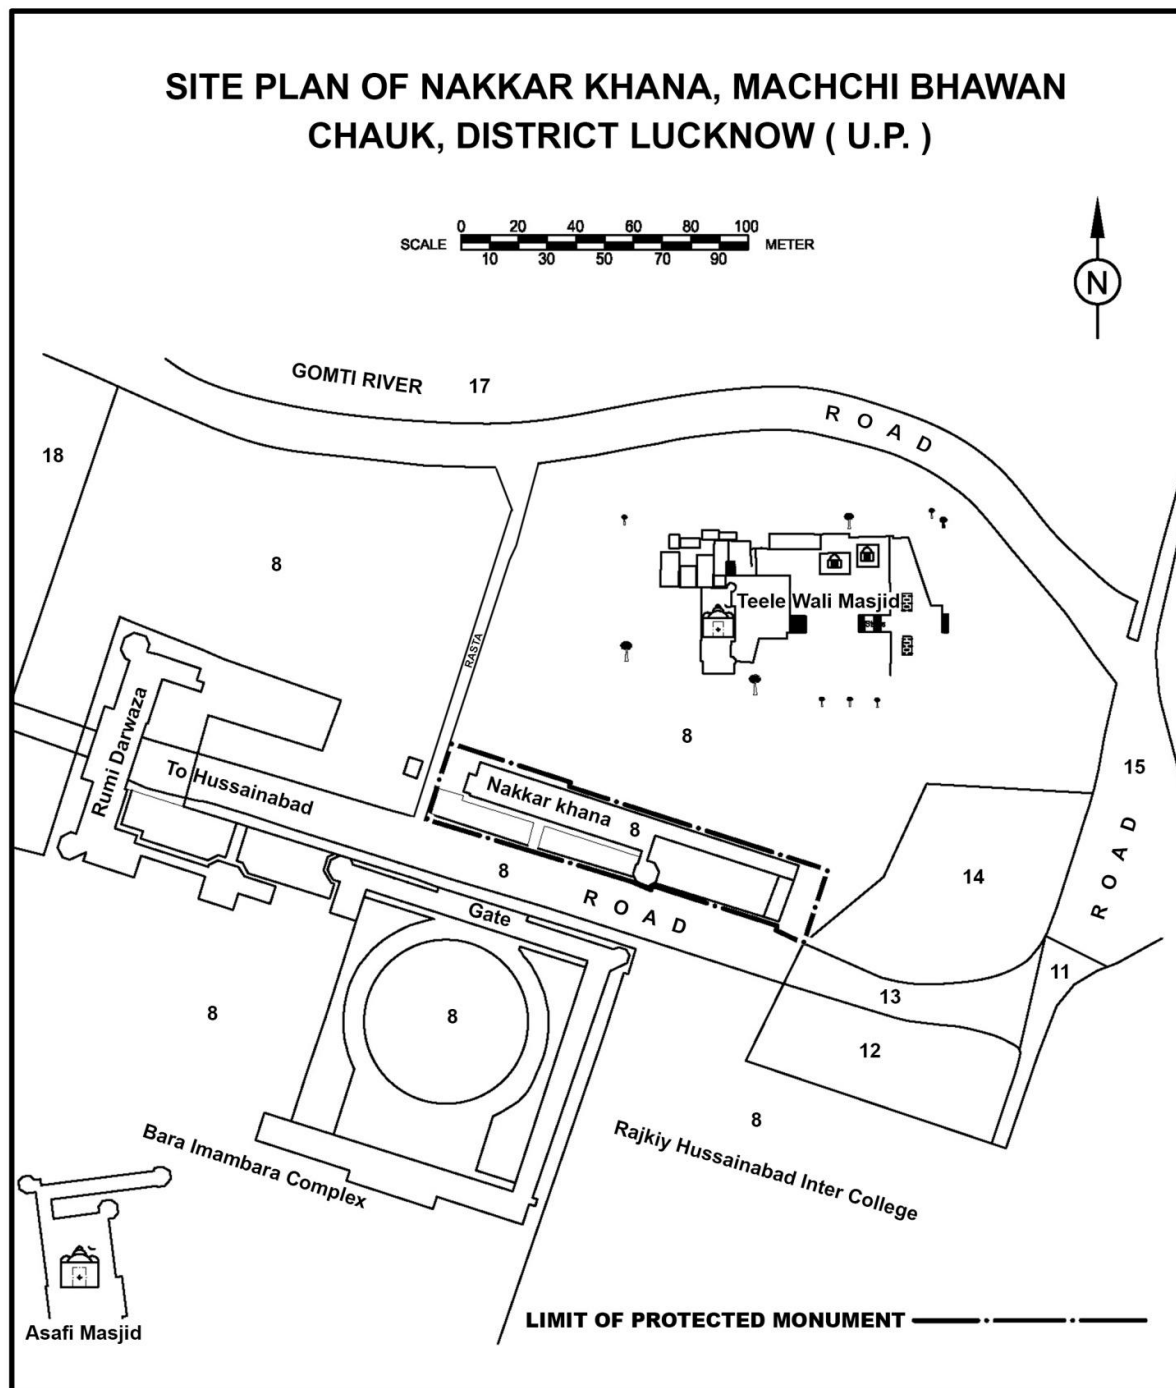 SITE PLAN OF NAKKAR KHANA, MACHCHI BHAWAN
CHAUK, DISTRICT LUCKNOW ( U.P. )
0 20 40 60 80 100
SCALE METER
10 30 50 70 90
N
GOMTI RIVER 17
ROAD
18
8
RASTA
Teele Wali Masjid
8
Rumi Darwaza
To Hussainabad
Nakkar khana
8
15
ROAD
14
8
ROAD
Gate
11
13
8
8
12
8
Bara Imambara Complex
Rajkiy Hussainabad Inter College
Asafi Masjid
LIMIT OF PROTECTED MONUMENT